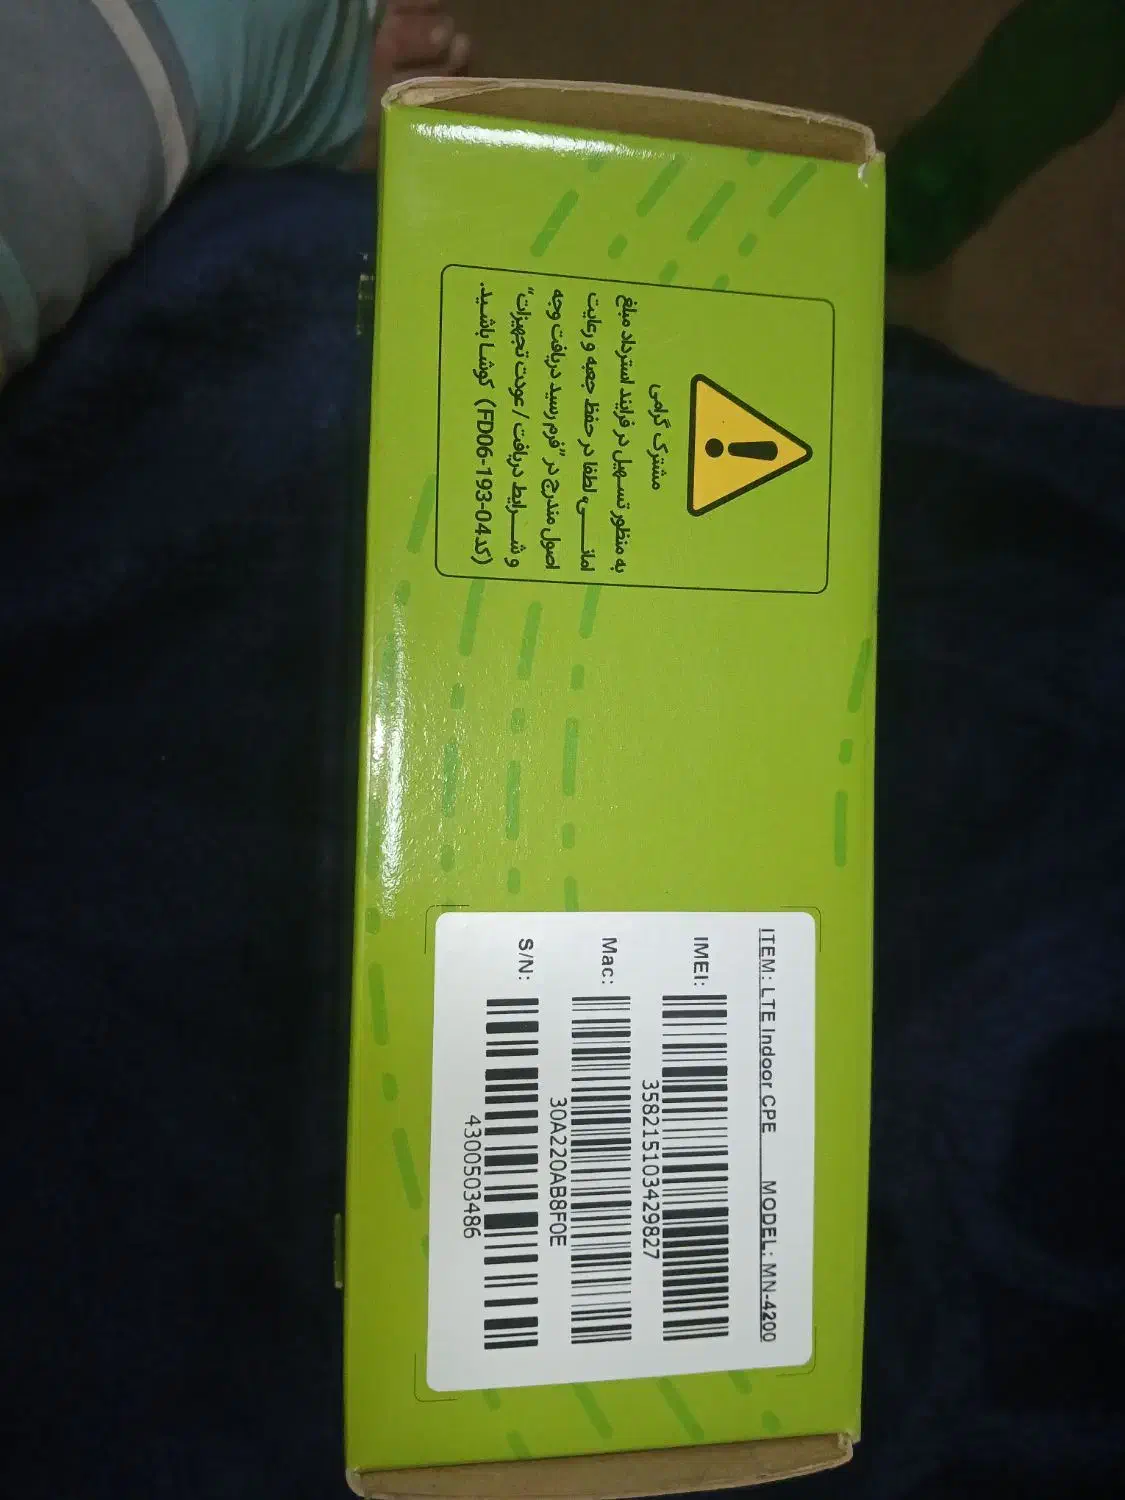 مشترک گرامی
به منظور تسهیل در فرایند استرداد مبلغ
امانی، لطفا در حفظ جعبه و رعایت
اصول مندرج در "فرم رسید دریافت وجه
و شرایط دریافت / عودت تجهیزات"
(کد FD06-193-04) کوشا باشید.
ITEM: LTE Indoor CPE MODEL: MN-4200
IMEI:
358215103429827
Mac:
30A220AB8F0E
S/N:
4300503486